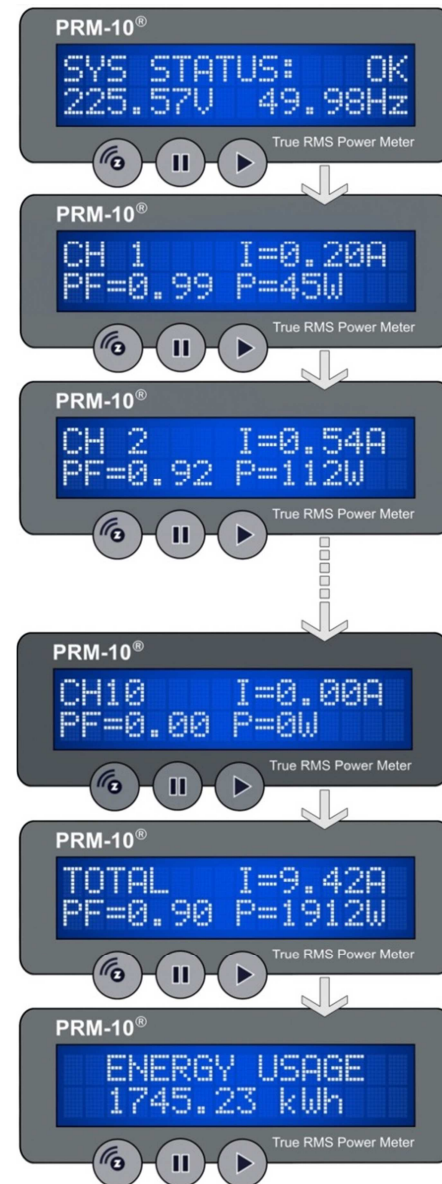 PRM-10®
SYS STATUS: OK
225.57V 49.98Hz
True RMS Power Meter
z
PRM-10®
CH 1 I=0.20A
PF=0.99 P=45W
True RMS Power Meter
z
PRM-10®
CH 2 I=0.54A
PF=0.92 P=112W
True RMS Power Meter
z
PRM-10®
CH10 I=0.00A
PF=0.00 P=0W
True RMS Power Meter
z
PRM-10®
TOTAL I=9.42A
PF=0.90 P=1912W
True RMS Power Meter
z
PRM-10®
ENERGY USAGE
1745.23 kWh
True RMS Power Meter
z